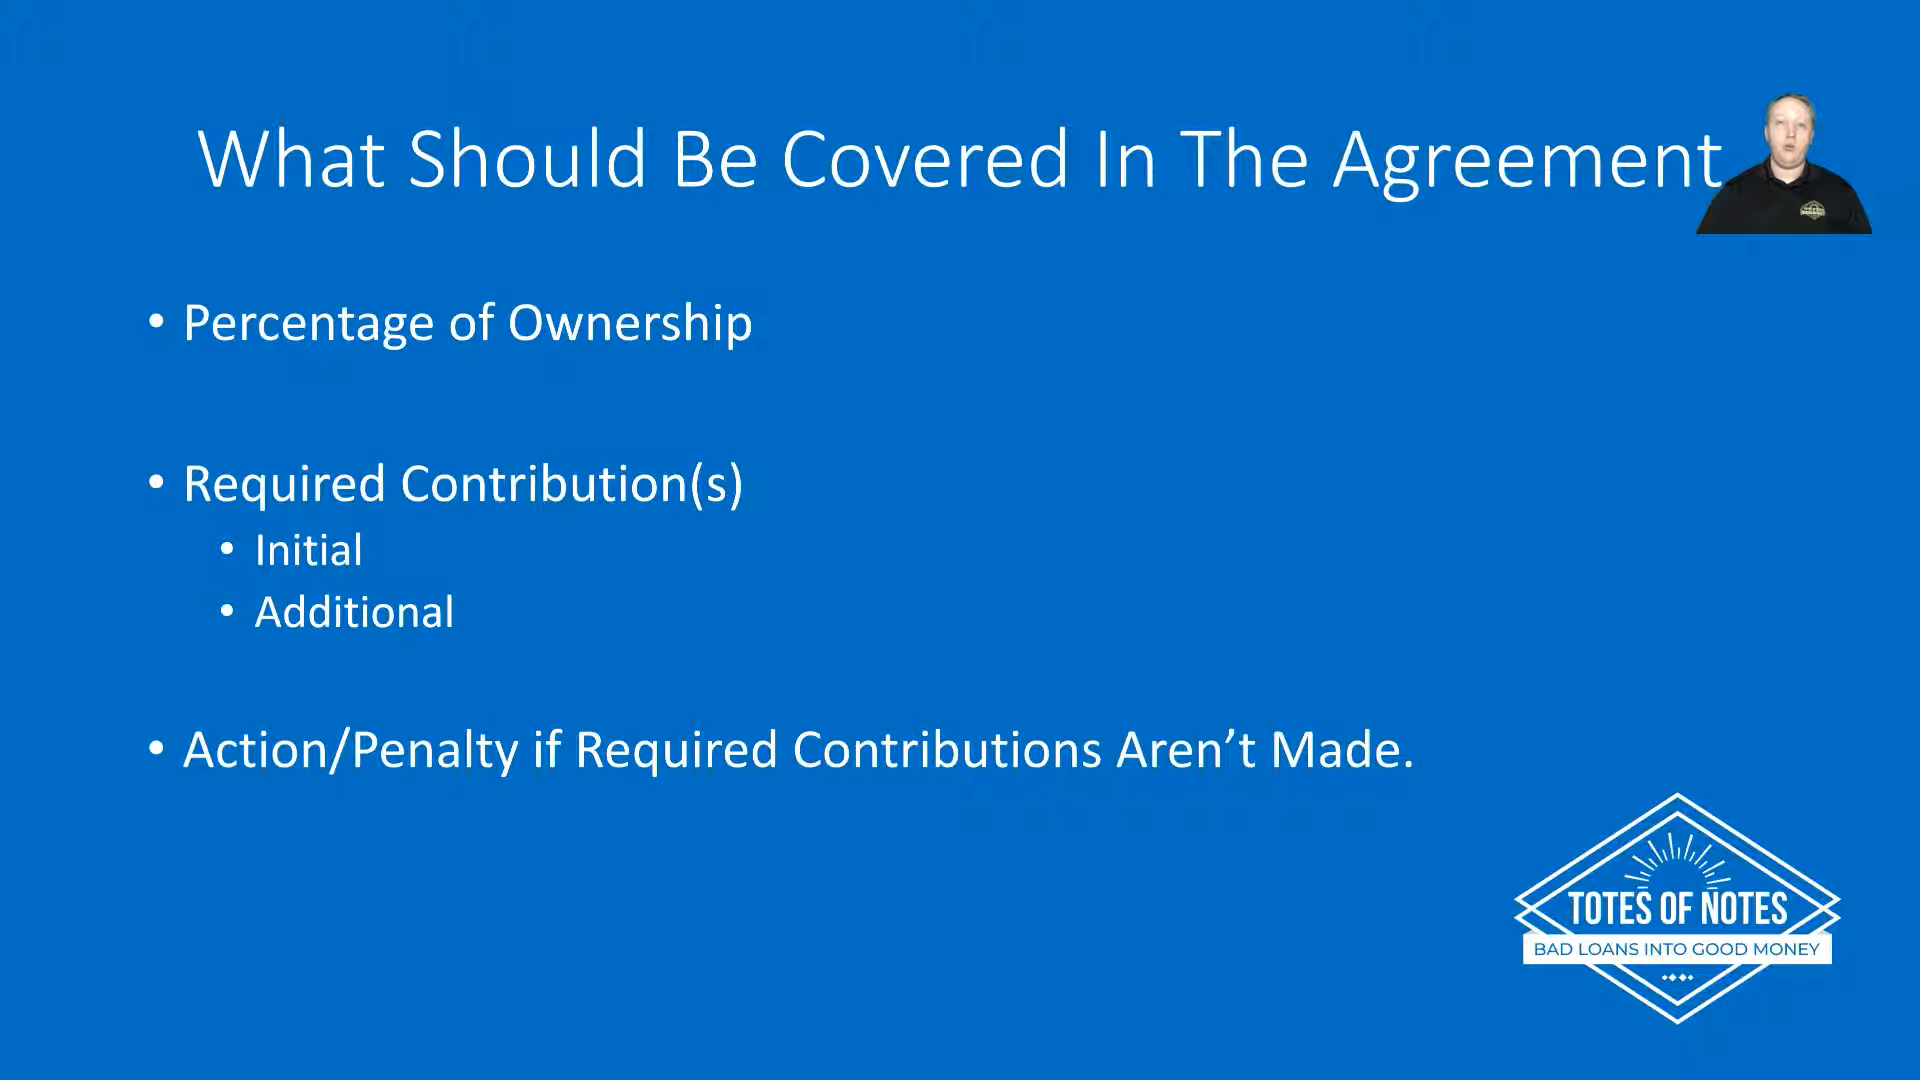 What Should Be Covered In The Agreement
• Percentage of Ownership
• Required Contribution(s)
• Initial
• Additional
• Action/Penalty if Required Contributions Aren’t Made.
TOTES OF NOTES
BAD LOANS INTO GOOD MONEY